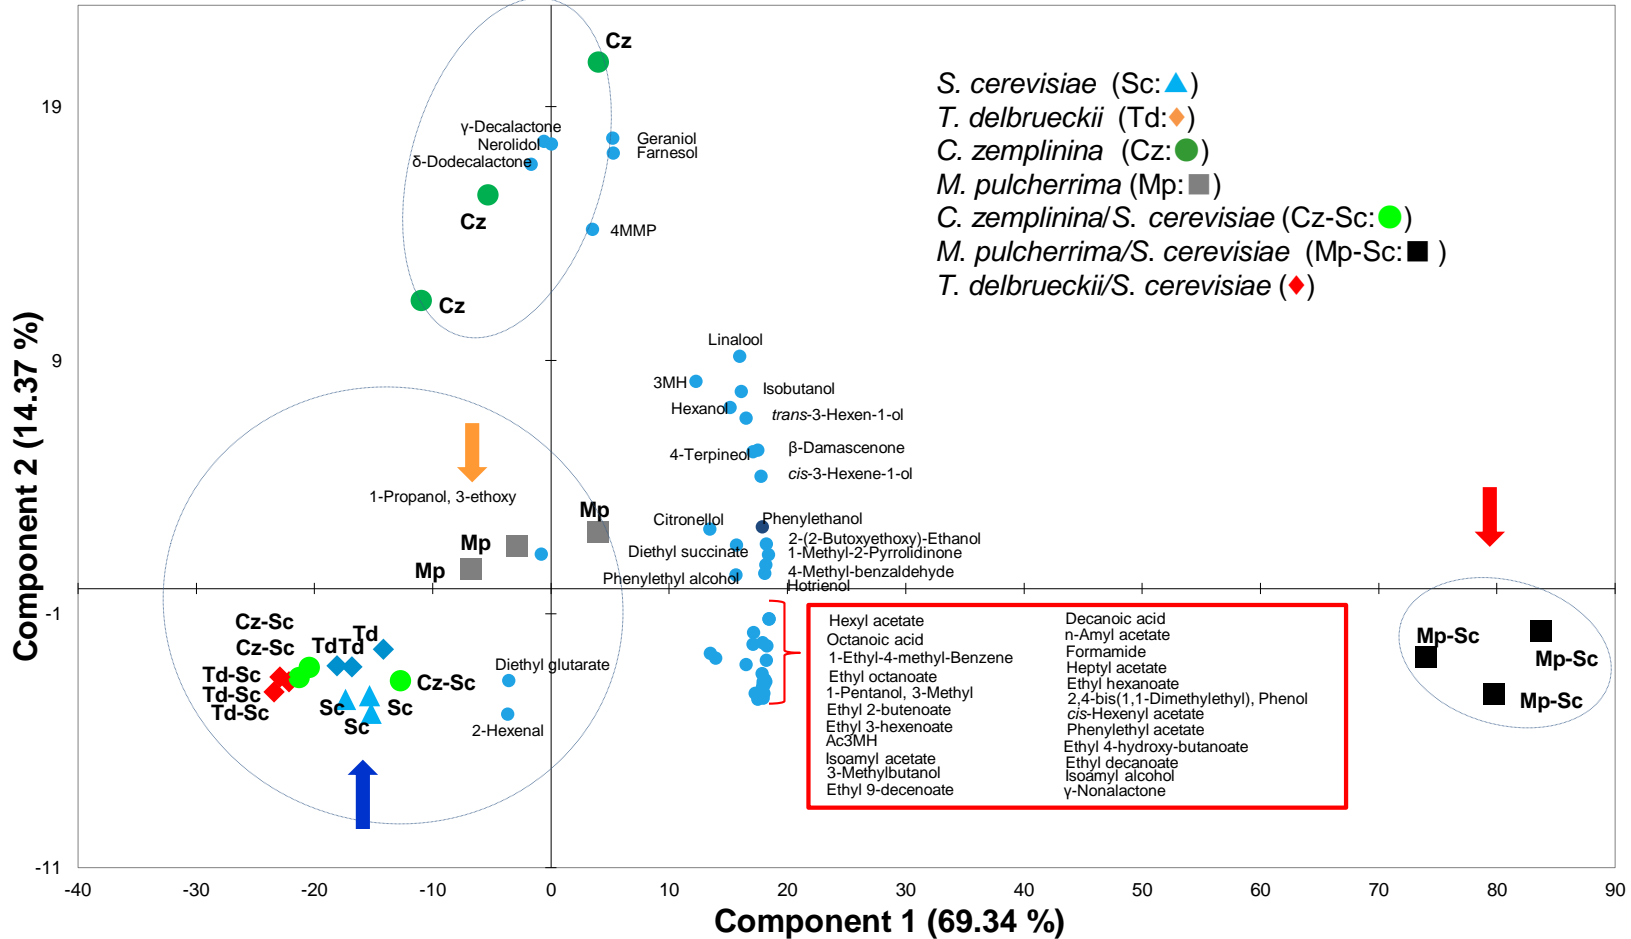 Cz
S. cerevisiae (Sc:▲)
T. delbrueckii (Td:♦)
C. zemplinina (Cz:●)
M. pulcherrima (Mp:■)
C. zemplinina/S. cerevisiae (Cz-Sc:●)
M. pulcherrima/S. cerevisiae (Mp-Sc:■ )
T. delbrueckii/S. cerevisiae (♦)
19
γ-Decalactone
Nerolidol
δ-Dodecalactone
Geraniol
Farnesol
Cz
4MMP
Cz
9
Linalool
3MH
Isobutanol
Hexanol
trans-3-Hexen-1-ol
4-Terpineol
β-Damascenone
cis-3-Hexene-1-ol
1-Propanol, 3-ethoxy
Mp
Mp
Mp
Citronellol
Phenylethanol
2-(2-Butoxyethoxy)-Ethanol
Diethyl succinate
1-Methyl-2-Pyrrolidinone
Phenylethyl alcohol
4-Methyl-benzaldehyde
Hotrienol
-1
Cz-Sc
Cz-Sc
Td
Td
Td
Td-Sc
Td-Sc
Td-Sc
Cz-Sc
Sc
Sc
Sc
Diethyl glutarate
2-Hexenal
Hexyl acetate
Octanoic acid
1-Ethyl-4-methyl-Benzene
Ethyl octanoate
1-Pentanol, 3-Methyl
Ethyl 2-butenoate
Ethyl 3-hexenoate
Ac3MH
Isoamyl acetate
3-Methylbutanol
Ethyl 9-decenoate
Decanoic acid
n-Amyl acetate
Formamide
Heptyl acetate
Ethyl hexanoate
2,4-bis(1,1-Dimethylethyl), Phenol
cis-Hexenyl acetate
Phenylethyl acetate
Ethyl 4-hydroxy-butanoate
Ethyl decanoate
Isoamyl alcohol
γ-Nonalactone
Mp-Sc
Mp-Sc
Mp-Sc
-11
-40 -30 -20 -10 0 10 20 30 40 50 60 70 80 90
Component 1 (69.34 %)
Component 2 (14.37 %)